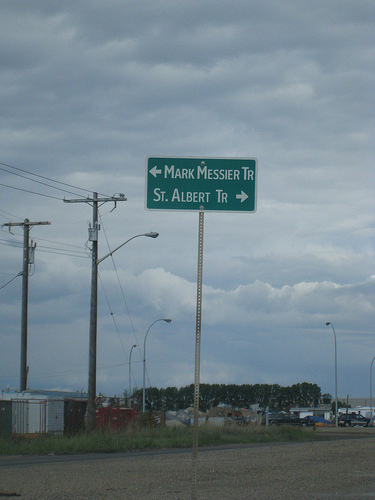 ← MARK MESSIER TR
ST. ALBERT TR →